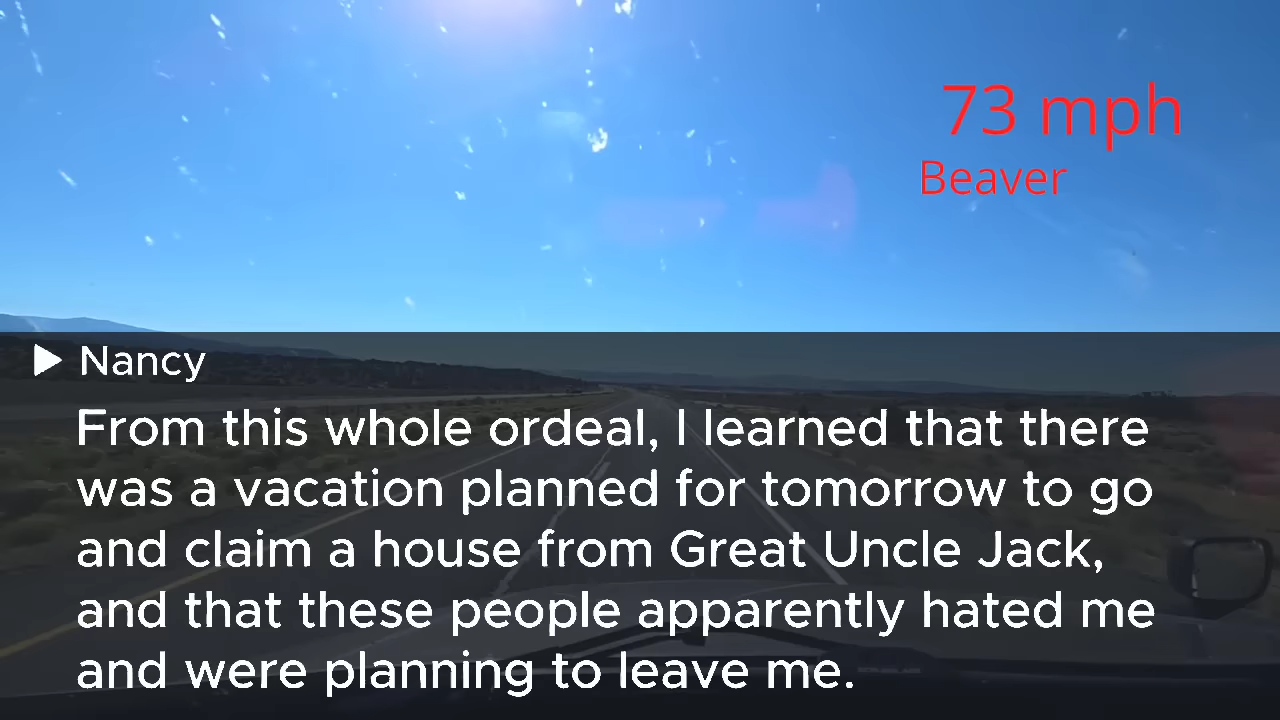 73 mph
Beaver
Nancy
From this whole ordeal, I learned that there
was a vacation planned for tomorrow to go
and claim a house from Great Uncle Jack,
and that these people apparently hated me
and were planning to leave me.